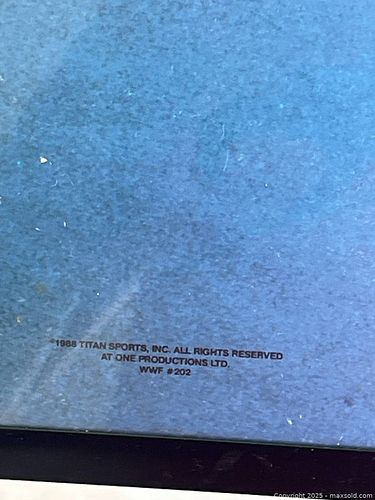 ©1988 TITAN SPORTS, INC. ALL RIGHTS RESERVED
AT ONE PRODUCTIONS LTD.
WWF #202
Copyright 2025 - maxsold.com